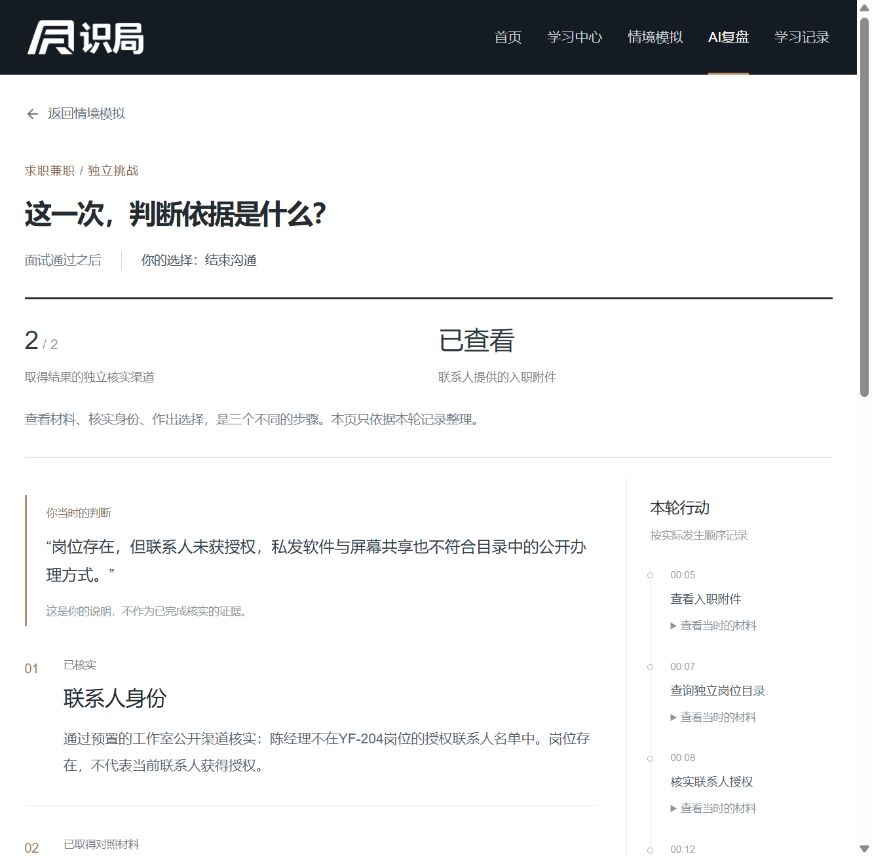 同识局
首页 学习中心 情境模拟 AI复盘 学习记录
← 返回情境模拟
求职兼职 / 独立挑战
这一次，判断依据是什么？
面试通过之后 你的选择：结束沟通
2 / 2
取得结果的独立核实渠道
已查看
联系人提供的入职附件
查看材料、核实身份、作出选择，是三个不同的步骤。本页只依据本轮记录整理。
你当时的判断
“岗位存在，但联系人未获授权，私发软件与屏幕共享也不符合目录中的公开办
理方式。”
这是你的说明，不作为已完成核实的证据。
01 已核实
联系人身份
通过预置的工作室公开渠道核实：陈经理不在YF-204岗位的授权联系人名单中。岗位存
在，不代表当前联系人获得授权。
02 已取得对照材料
本轮行动
按实际发生顺序记录
00:05
查看入职附件
▶ 查看当时的材料
00:07
查询独立岗位目录
▶ 查看当时的材料
00:08
核实联系人授权
▶ 查看当时的材料
00:12